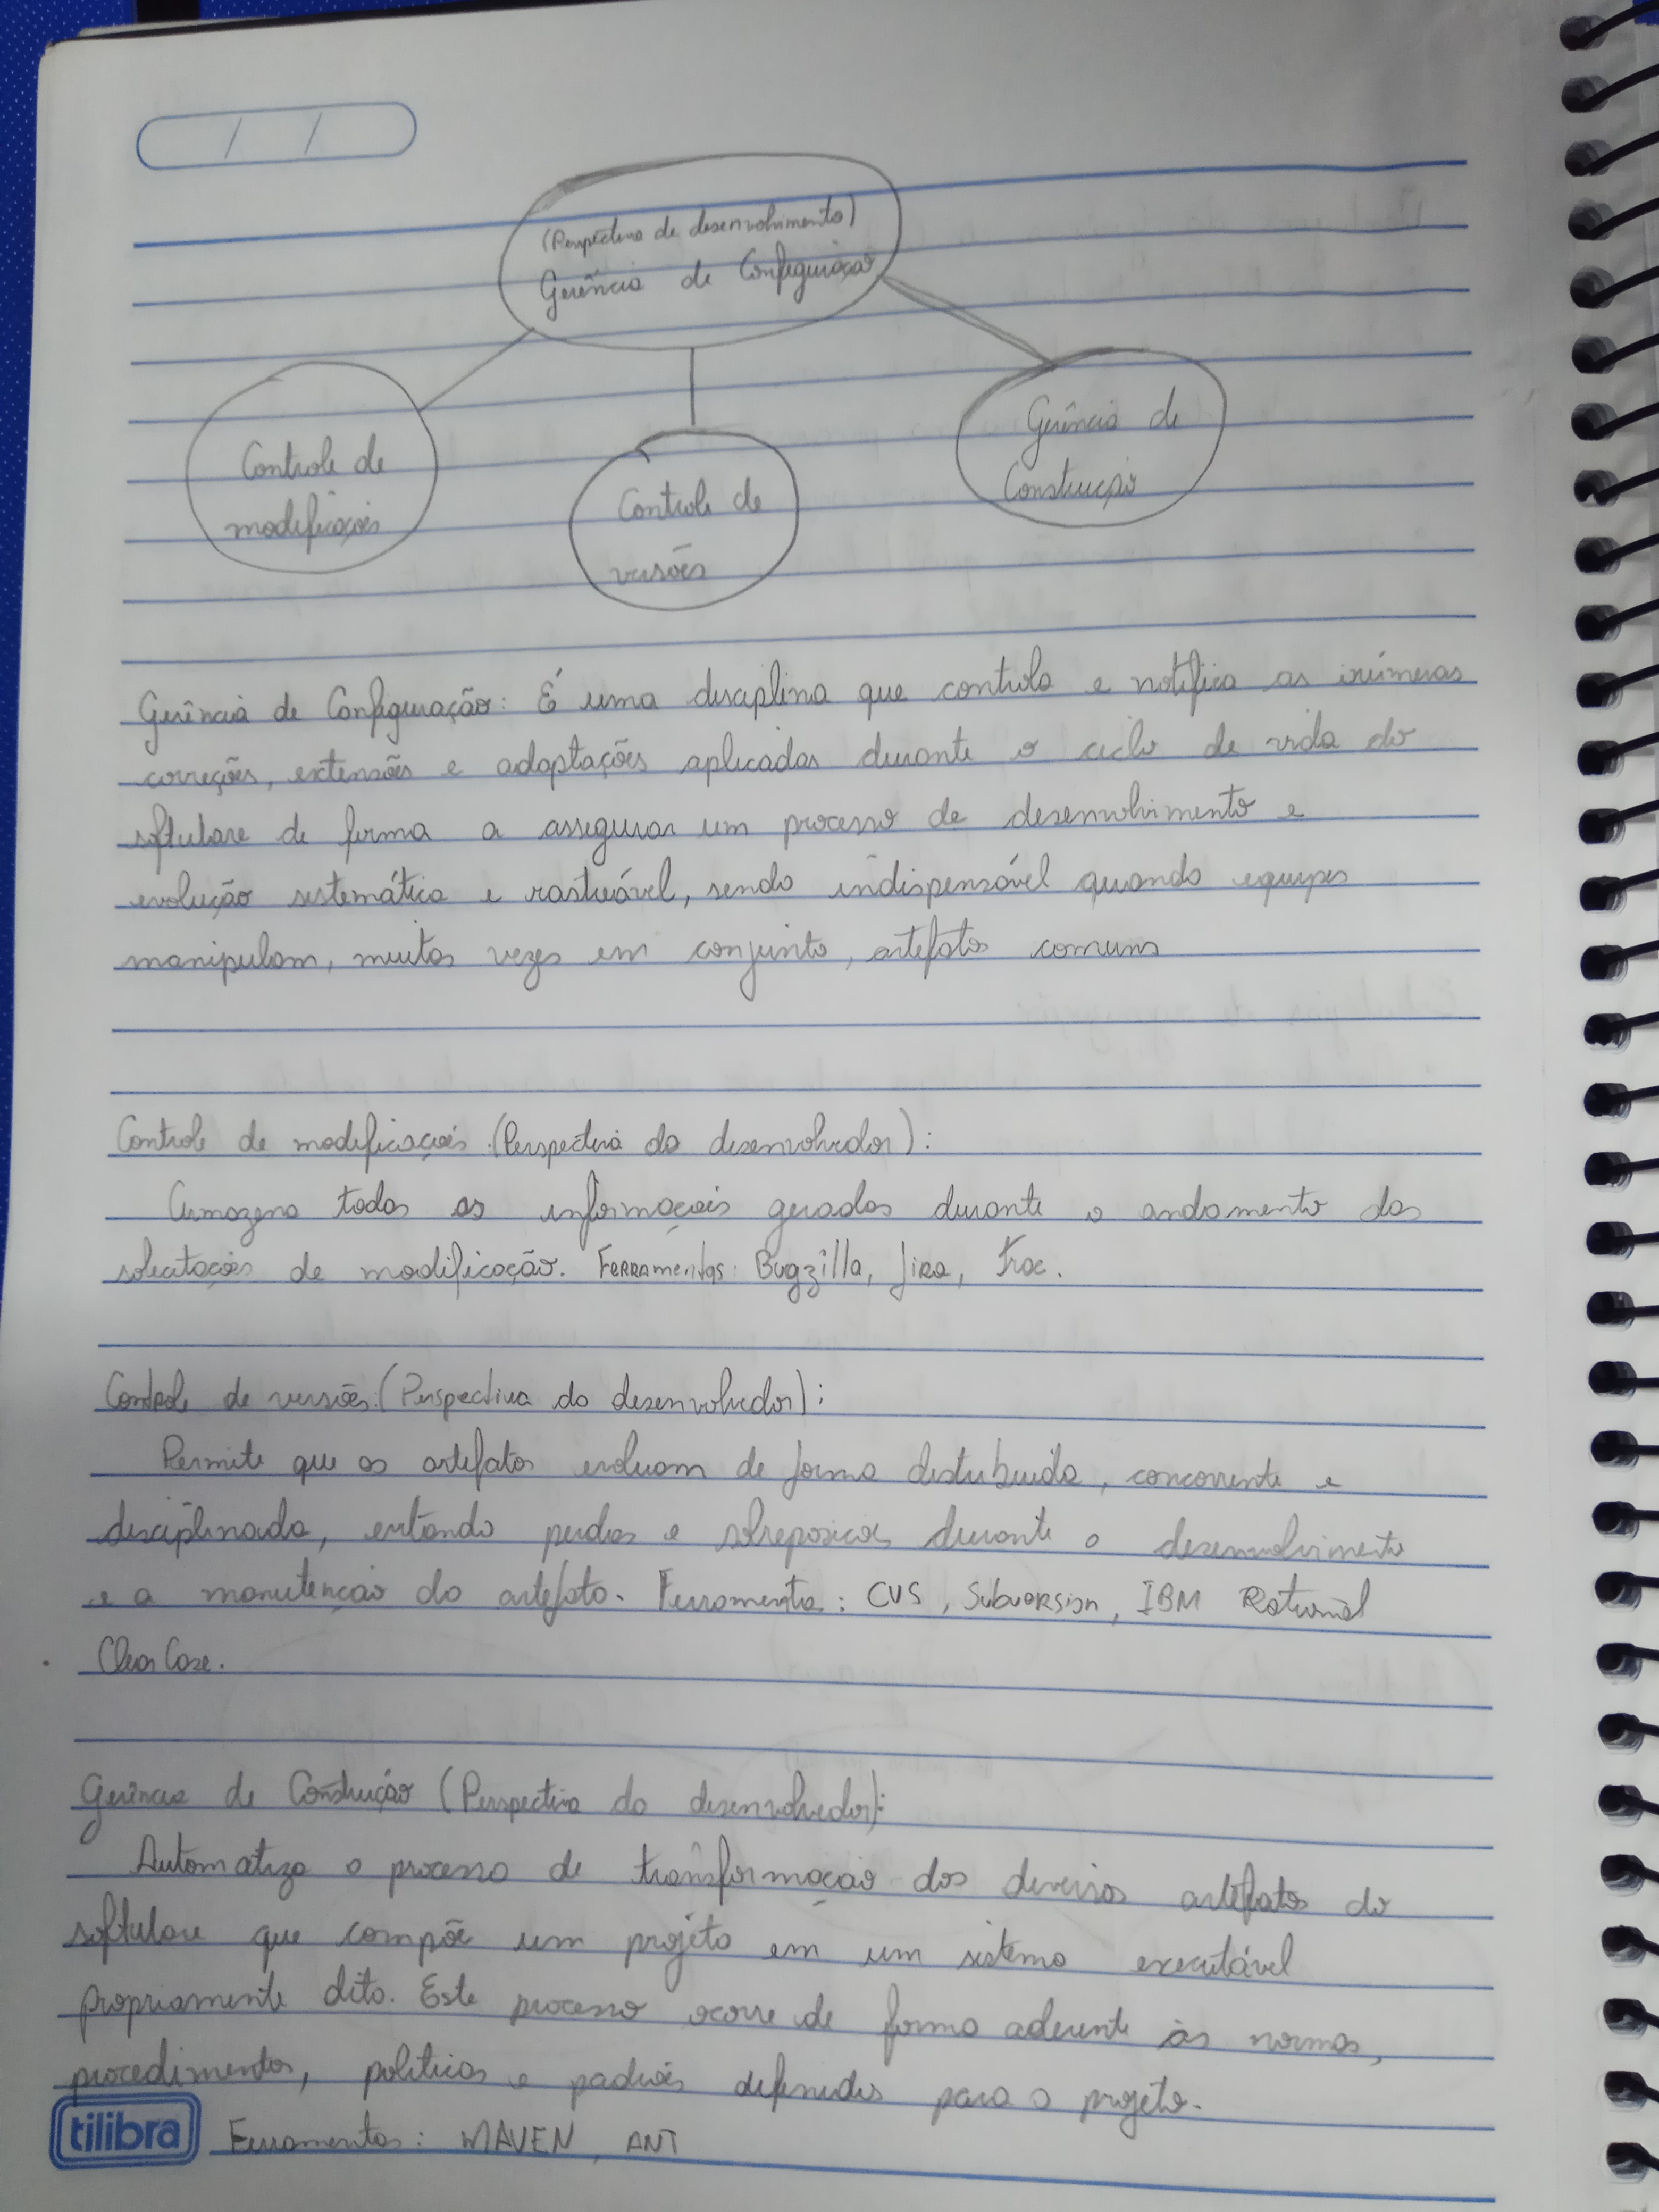 / /
(Perspectiva de desenvolvimento)
Gerência de Configuração
Controle de
modificações
Controle de
versões
Gerência de
Construção
Gerência de Configuração: É uma disciplina que controla e notifica as inúmeras
correções, extensões e adaptações aplicadas durante o ciclo de vida do
software de forma a assegurar um processo de desenvolvimento e
evolução sistemática e rastreável, sendo indispensável quando equipes
manipulam, muitas vezes em conjunto, artefatos comuns
Controle de modificações (Perspectiva do desenvolvedor):
Armazena todas as informações geradas durante o andamento das
solicitações de modificação. Ferramentas: Bugzilla, Jira, Trac.
Controle de versões (Perspectiva do desenvolvedor):
Permite que os artefatos evoluam de forma distribuida, concorrente e
disciplinada, evitando perdas e sobreposições durante o desenvolvimento
e a manutenção do artefato. Ferramenta: CVS, Subversion, IBM Rational
ClearCase.
Gerência de Construção (Perspectiva do desenvolvedor):
Automatiza o processo de transformação dos diversos artefatos do
software que compõe um projeto em um sistema executável
propriamente dito. Este processo ocorre de forma aderente às normas,
procedimentos, políticas e padrões definidos para o projeto.
tilibra Ferramentas: MAVEN, ANT